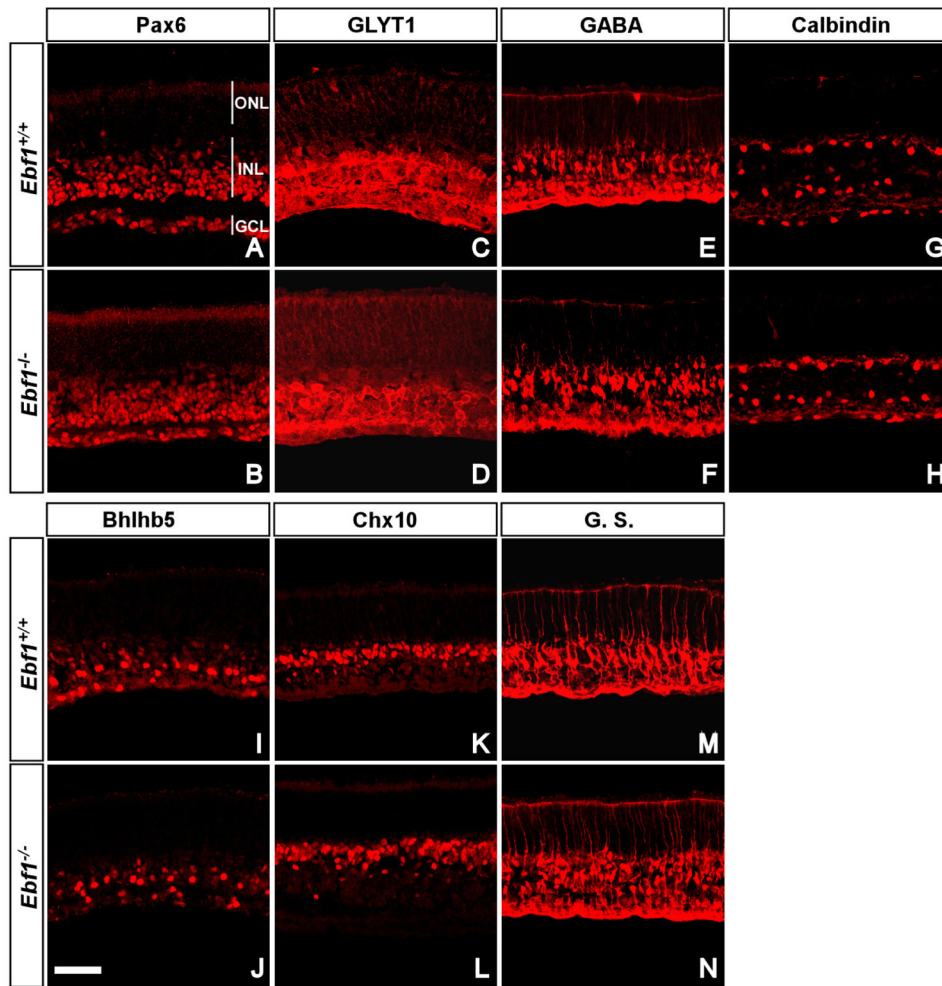 Pax6 GLYT1 GABA Calbindin
Ebf1+/+
ONL
INL
GCL
A C E G
Ebf1-/-
B D F H
Bhlhb5 Chx10 G. S.
Ebf1+/+
I K M
Ebf1-/-
J L N